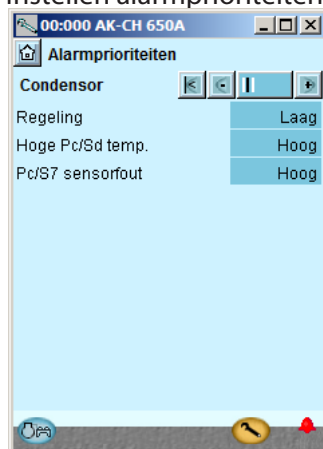 Instellen alarmprioriteiten
00:000 AK-CH 650A
Alarmprioriteiten
Condensor
Regeling Laag
Hoge Pc/Sd temp. Hoog
Pc/S7 sensorfout Hoog